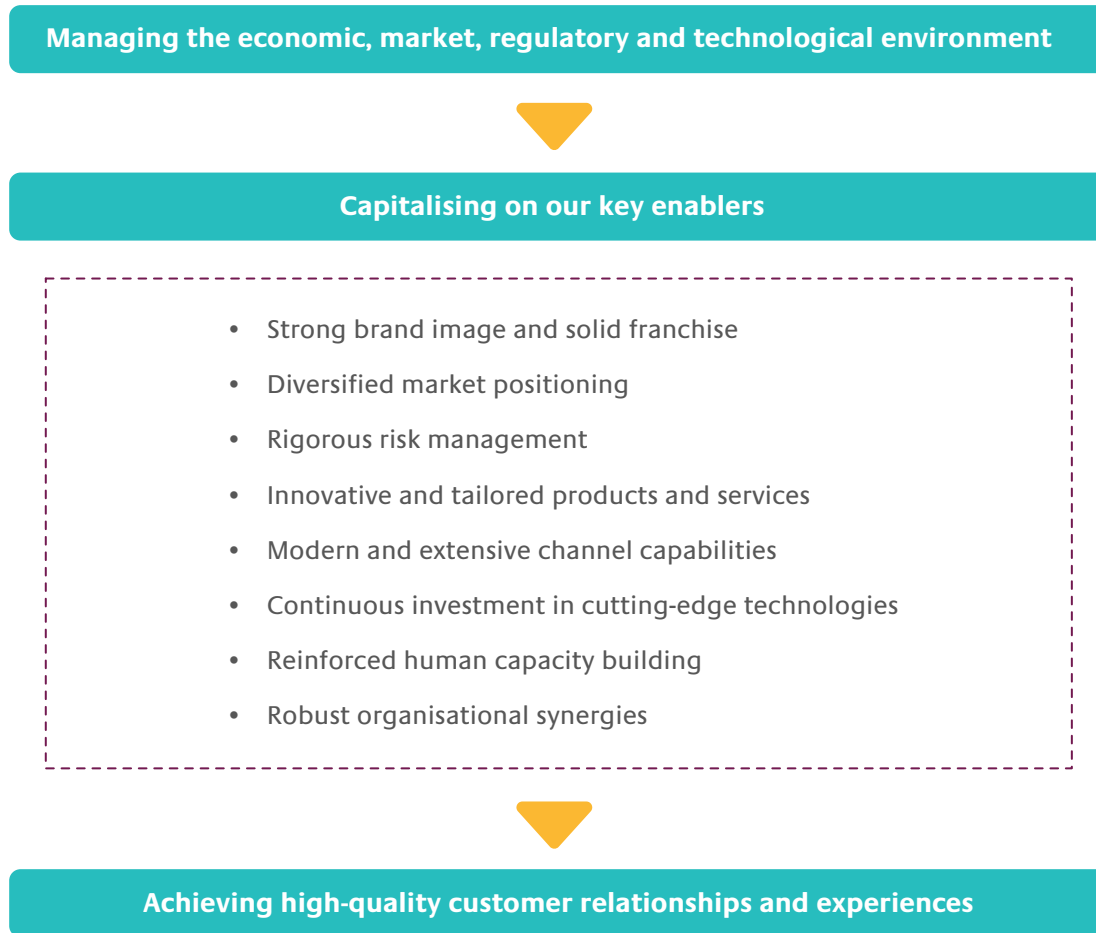 Managing the economic, market, regulatory and technological environment
Capitalising on our key enablers
• Strong brand image and solid franchise
• Diversified market positioning
• Rigorous risk management
• Innovative and tailored products and services
• Modern and extensive channel capabilities
• Continuous investment in cutting-edge technologies
• Reinforced human capacity building
• Robust organisational synergies
Achieving high-quality customer relationships and experiences